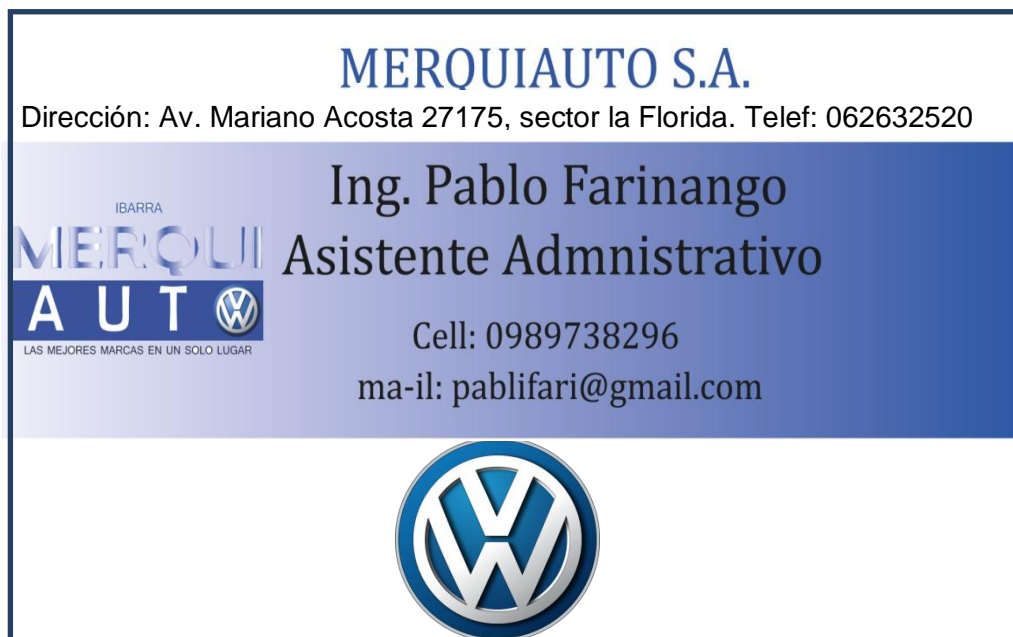 MERQUIAUTO S.A.
Dirección: Av. Mariano Acosta 27175, sector la Florida. Telef: 062632520
Ing. Pablo Farinango
Asistente Admnistrativo
Cell: 0989738296
ma-il: pablifari@gmail.com
IBARRA
MERQUI
AUTO
LAS MEJORES MARCAS EN UN SOLO LUGAR